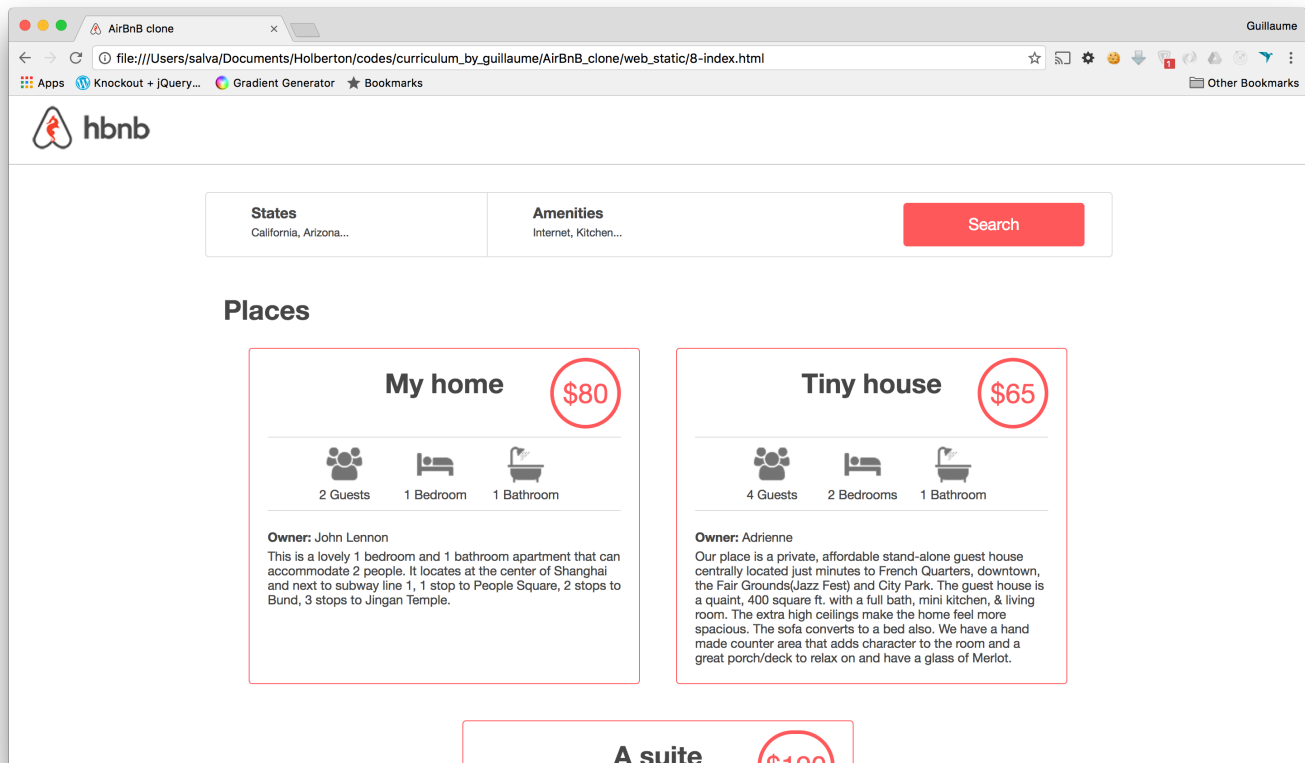 AirBnB clone
Guillaume
file:///Users/salva/Documents/Holberton/codes/curriculum_by_guillaume/AirBnB_clone/web_static/8-index.html
1
Apps Knockout + jQuery... Gradient Generator Bookmarks Other Bookmarks
hbnb
States
California, Arizona...
Amenities
Internet, Kitchen...
Search
Places
My home
$80
2 Guests 1 Bedroom 1 Bathroom
Owner: John Lennon
This is a lovely 1 bedroom and 1 bathroom apartment that can
accommodate 2 people. It locates at the center of Shanghai
and next to subway line 1, 1 stop to People Square, 2 stops to
Bund, 3 stops to Jingan Temple.
Tiny house
$65
4 Guests 2 Bedrooms 1 Bathroom
Owner: Adrienne
Our place is a private, affordable stand-alone guest house
centrally located just minutes to French Quarters, downtown,
the Fair Grounds(Jazz Fest) and City Park. The guest house is
a quaint, 400 square ft. with a full bath, mini kitchen, & living
room. The extra high ceilings make the home feel more
spacious. The sofa converts to a bed also. We have a hand
made counter area that adds character to the room and a
great porch/deck to relax on and have a glass of Merlot.
A suite